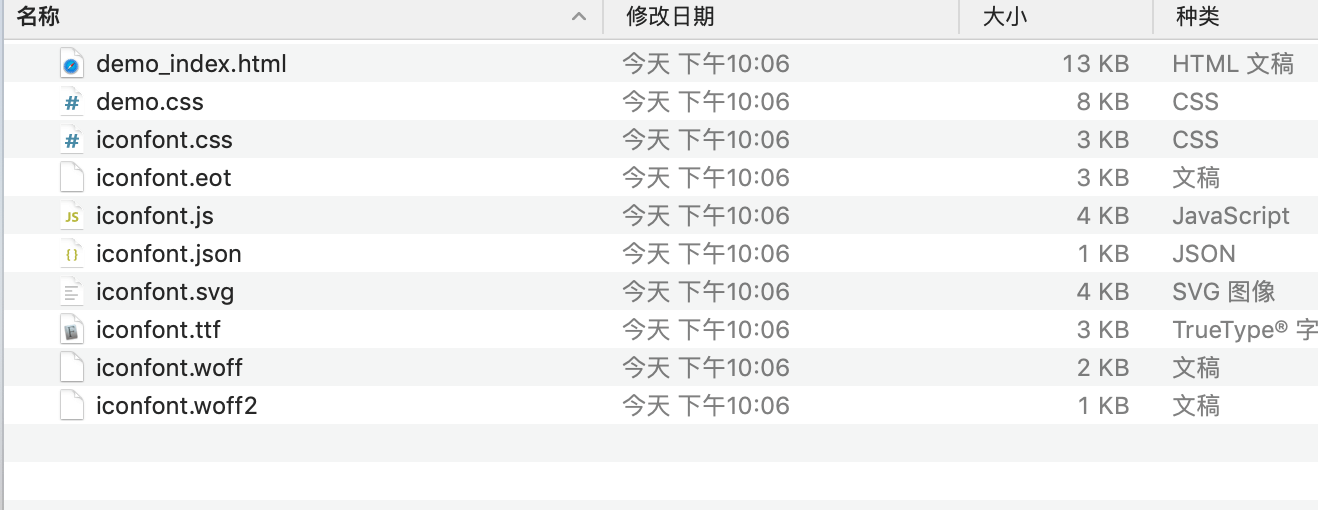 名称 修改日期 大小 种类
demo_index.html 今天 下午10:06 13 KB HTML 文稿
demo.css 今天 下午10:06 8 KB CSS
iconfont.css 今天 下午10:06 3 KB CSS
iconfont.eot 今天 下午10:06 3 KB 文稿
iconfont.js 今天 下午10:06 4 KB JavaScript
iconfont.json 今天 下午10:06 1 KB JSON
iconfont.svg 今天 下午10:06 4 KB SVG 图像
iconfont.ttf 今天 下午10:06 3 KB TrueType® 字
iconfont.woff 今天 下午10:06 2 KB 文稿
iconfont.woff2 今天 下午10:06 1 KB 文稿